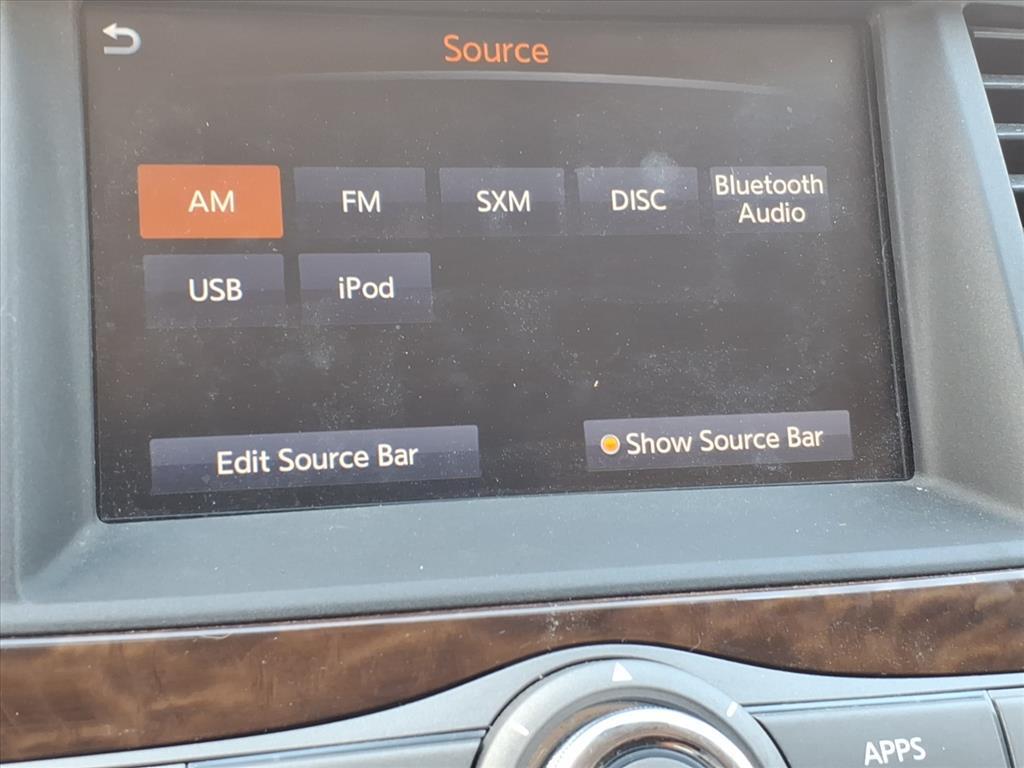 Source
AM
FM
SXM
DISC
Bluetooth
Audio
USB
iPod
Edit Source Bar
Show Source Bar
APPS